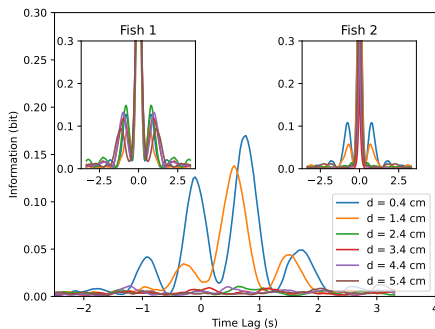 Fish 1
Fish 2
0.30
0.25
0.20
0.15
0.10
0.05
0.00
Information (bit)
0.3
0.2
0.1
0.0
−2.5 0.0 2.5
0.3
0.2
0.1
0.0
−2.5 0.0 2.5
d = 0.4 cm
d = 1.4 cm
d = 2.4 cm
d = 3.4 cm
d = 4.4 cm
d = 5.4 cm
−2 −1 0 1 2 3 4
Time Lag (s)